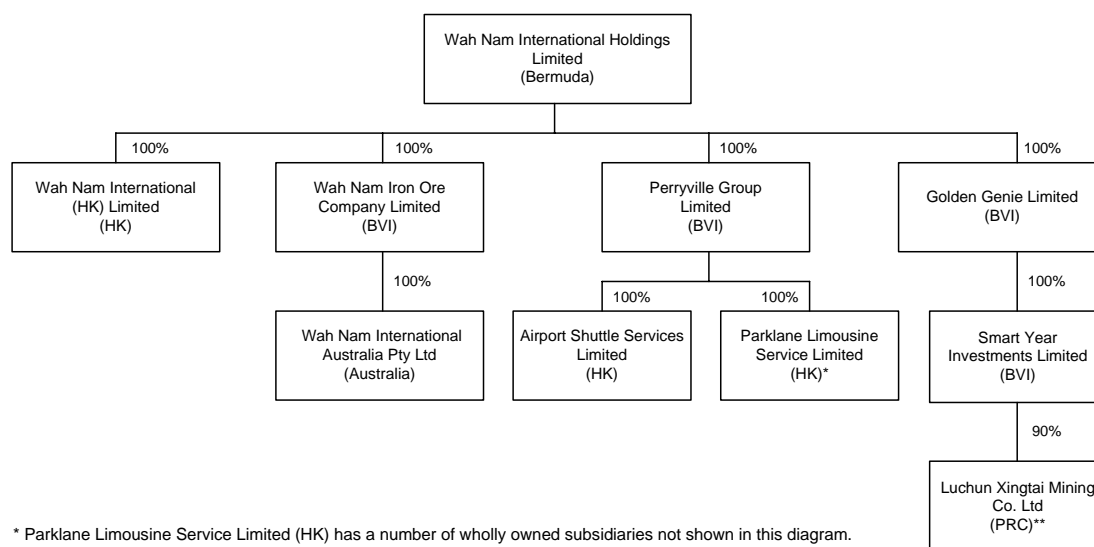 Wah Nam International Holdings
Limited
(Bermuda)
100%
100%
100%
100%
Wah Nam International
(HK) Limited
(HK)
Wah Nam Iron Ore
Company Limited
(BVI)
Perryville Group
Limited
(BVI)
Golden Genie Limited
(BVI)
100%
100%
100%
100%
Wah Nam International
Australia Pty Ltd
(Australia)
Airport Shuttle Services
Limited
(HK)
Parklane Limousine
Service Limited
(HK)*
Smart Year
Investments Limited
(BVI)
90%
Luchun Xingtai Mining
Co. Ltd
(PRC)**
* Parklane Limousine Service Limited (HK) has a number of wholly owned subsidiaries not shown in this diagram.